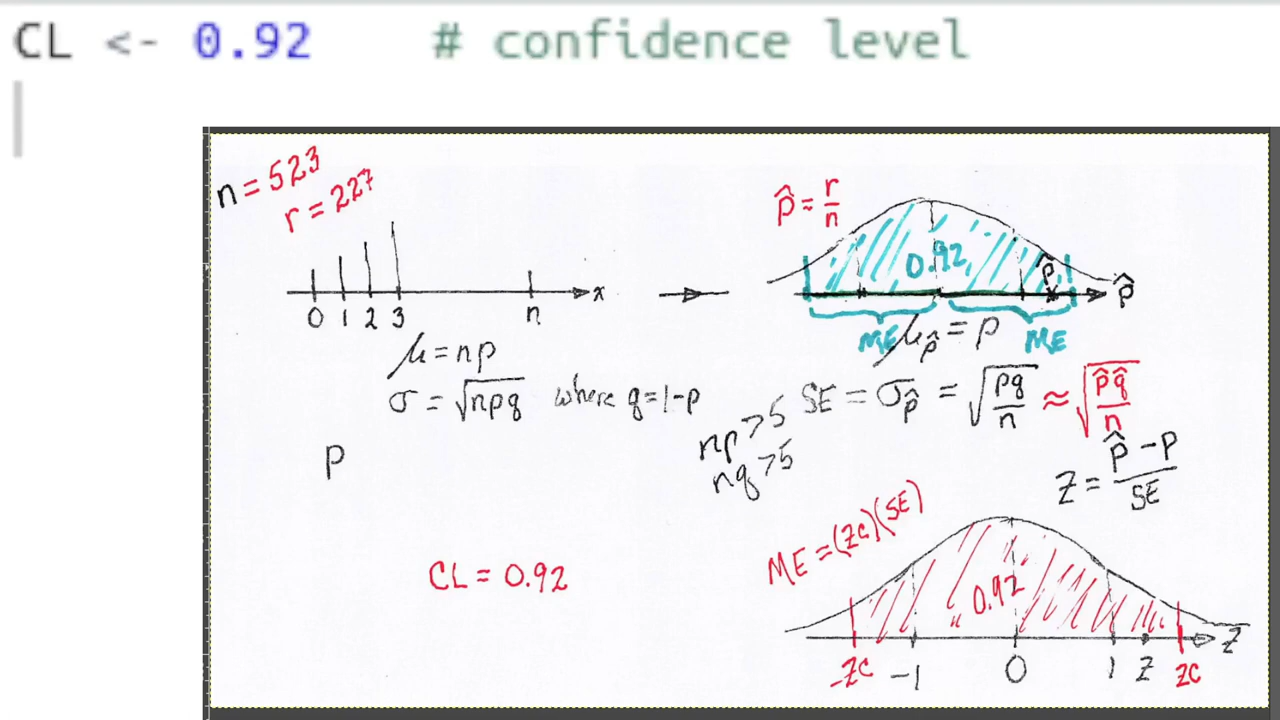 CL <- 0.92 # confidence level
n = 523
r = 227
p̂ = r/n
0.92
p̂
0 1 2 3 n x
p̂
ME μp̂ = p ME
μ = np
σ = √npq where q = 1-p
SE = σp̂ = √pq/n ≈ √p̂q̂/n
np > 5
nq > 5
p
Z = p̂ - p / SE
ME = (ZC)(SE)
CL = 0.92
0.92
-ZC -1 0 1 Z ZC Z